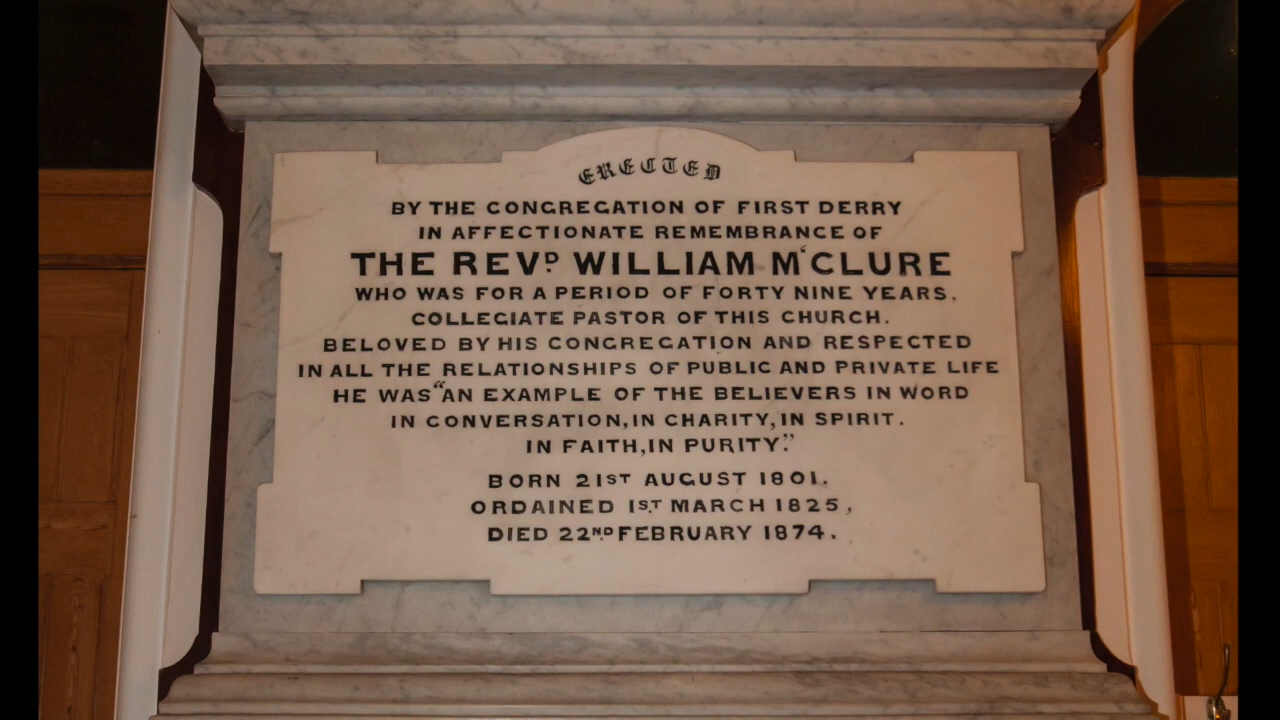 ERECTED
BY THE CONGREGATION OF FIRST DERRY
IN AFFECTIONATE REMEMBRANCE OF
THE REVD WILLIAM M‘CLURE
WHO WAS FOR A PERIOD OF FORTY NINE YEARS,
COLLEGIATE PASTOR OF THIS CHURCH.
BELOVED BY HIS CONGREGATION AND RESPECTED
IN ALL THE RELATIONSHIPS OF PUBLIC AND PRIVATE LIFE
HE WAS “AN EXAMPLE OF THE BELIEVERS IN WORD
IN CONVERSATION, IN CHARITY, IN SPIRIT.
IN FAITH, IN PURITY.”
BORN 21ST AUGUST 1801.
ORDAINED 1ST MARCH 1825,
DIED 22ND FEBRUARY 1874.